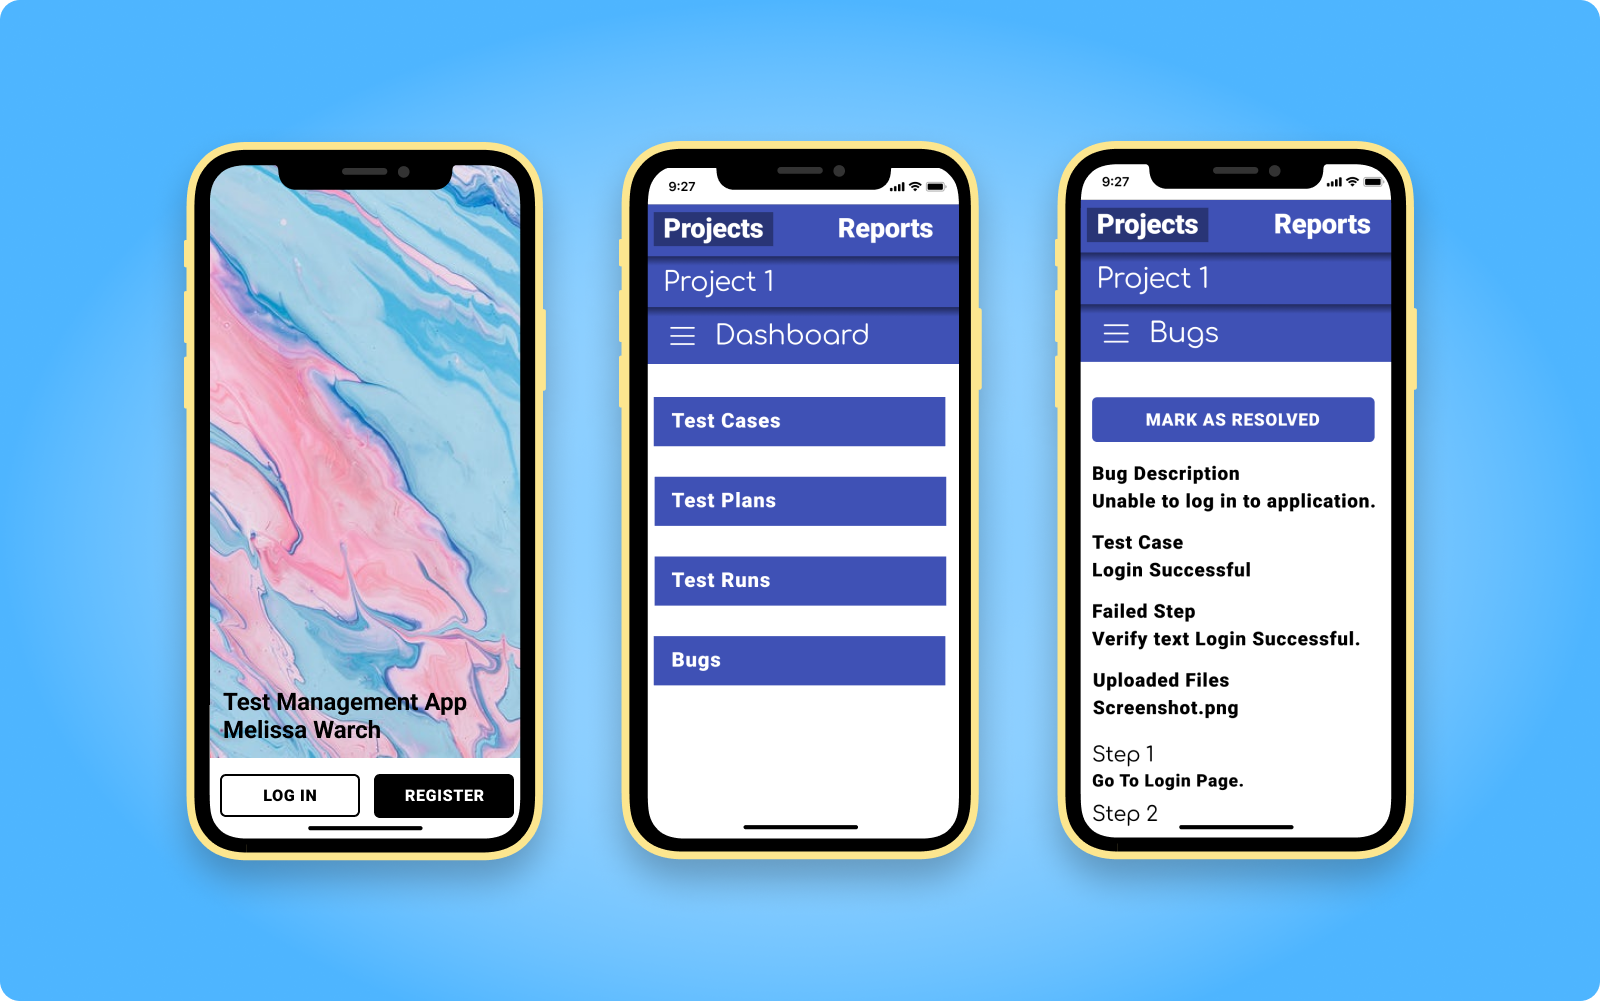 Test Management App
Melissa Warch
LOG IN
REGISTER
9:27
Projects
Reports
Project 1
Dashboard
Test Cases
Test Plans
Test Runs
Bugs
9:27
Projects
Reports
Project 1
Bugs
MARK AS RESOLVED
Bug Description
Unable to log in to application.
Test Case
Login Successful
Failed Step
Verify text Login Successful.
Uploaded Files
Screenshot.png
Step 1
Go To Login Page.
Step 2